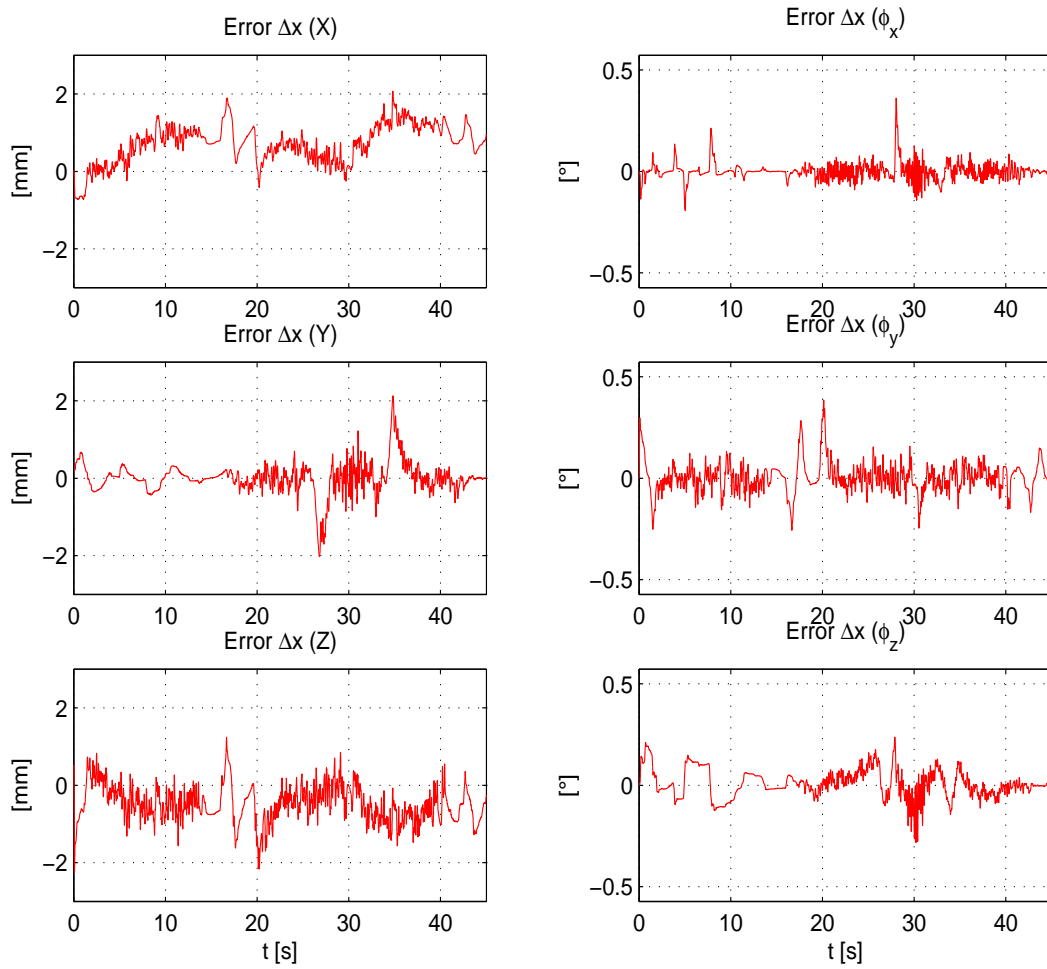 Error Δx (X)
2
0
−2
[mm]
0 10 20 30 40
Error Δx (ϕx)
0.5
0
−0.5
[°]
0 10 20 30 40
Error Δx (Y)
2
0
−2
[mm]
0 10 20 30 40
Error Δx (ϕy)
0.5
0
−0.5
[°]
0 10 20 30 40
Error Δx (Z)
2
0
−2
[mm]
0 10 20 30 40
t [s]
Error Δx (ϕz)
0.5
0
−0.5
[°]
0 10 20 30 40
t [s]